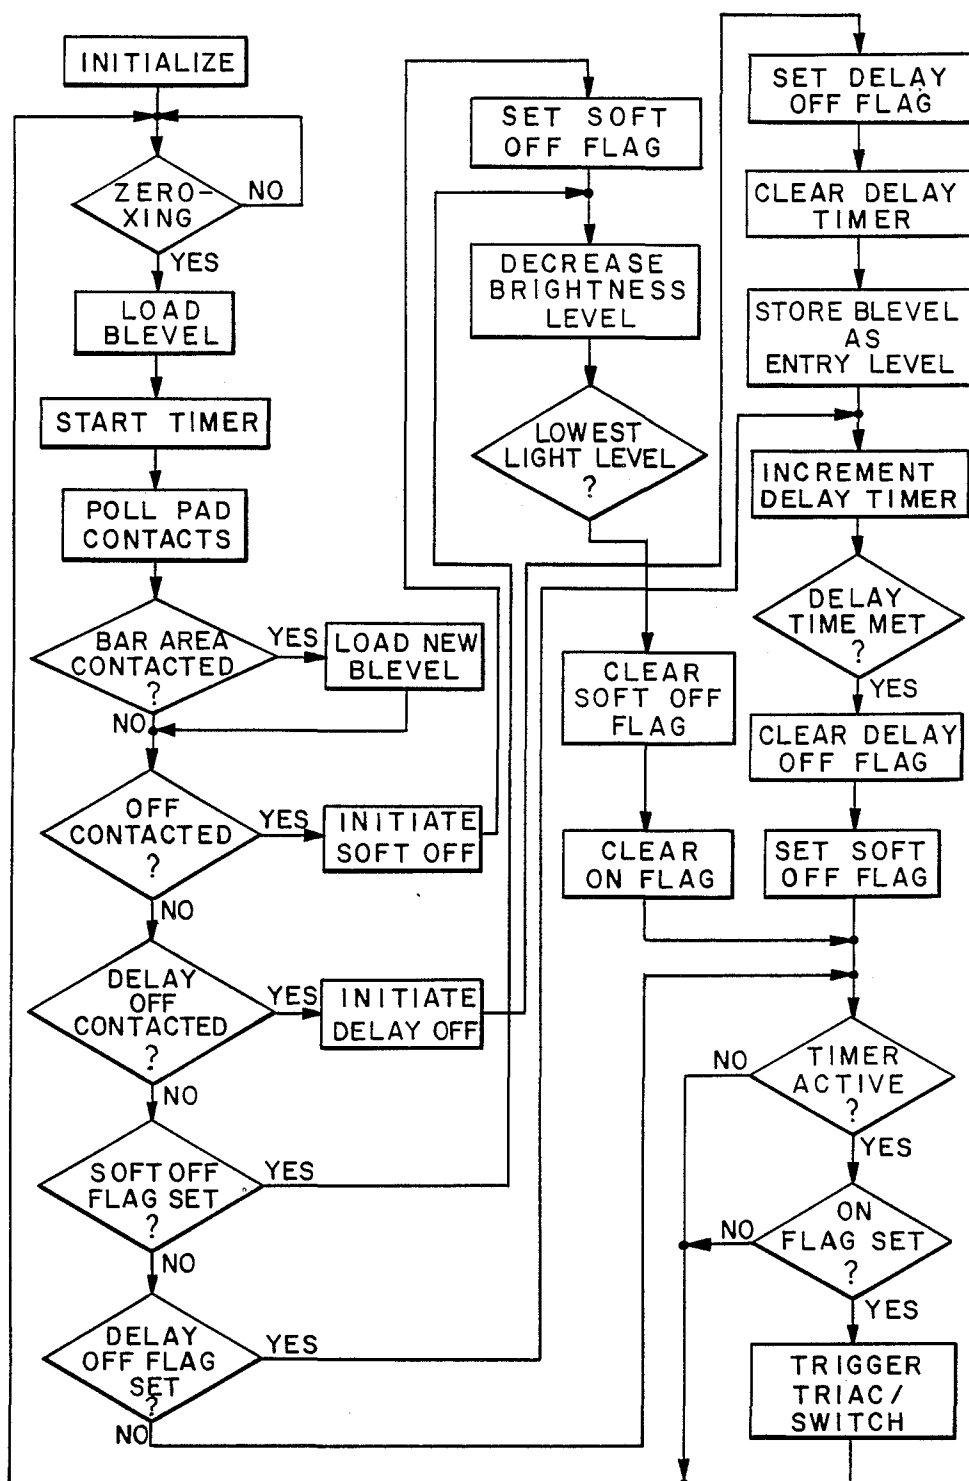 INITIALIZE
ZERO-
XING
NO
YES
LOAD
BLEVEL
START TIMER
POLL PAD
CONTACTS
BAR AREA
CONTACTED
?
YES
LOAD NEW
BLEVEL
NO
OFF
CONTACTED
?
YES
INITIATE
SOFT OFF
NO
DELAY
OFF
CONTACTED
?
YES
INITIATE
DELAY OFF
NO
SOFT OFF
FLAG SET
?
YES
NO
DELAY
OFF FLAG
SET
?
YES
NO
SET SOFT
OFF FLAG
DECREASE
BRIGHTNESS
LEVEL
LOWEST
LIGHT LEVEL
?
CLEAR
SOFT OFF
FLAG
CLEAR
ON FLAG
SET DELAY
OFF FLAG
CLEAR DELAY
TIMER
STORE BLEVEL
AS
ENTRY LEVEL
INCREMENT
DELAY TIMER
DELAY
TIME MET
?
YES
CLEAR DELAY
OFF FLAG
SET SOFT
OFF FLAG
TIMER
ACTIVE
?
NO
YES
ON
FLAG SET
?
NO
YES
TRIGGER
TRIAC/
SWITCH